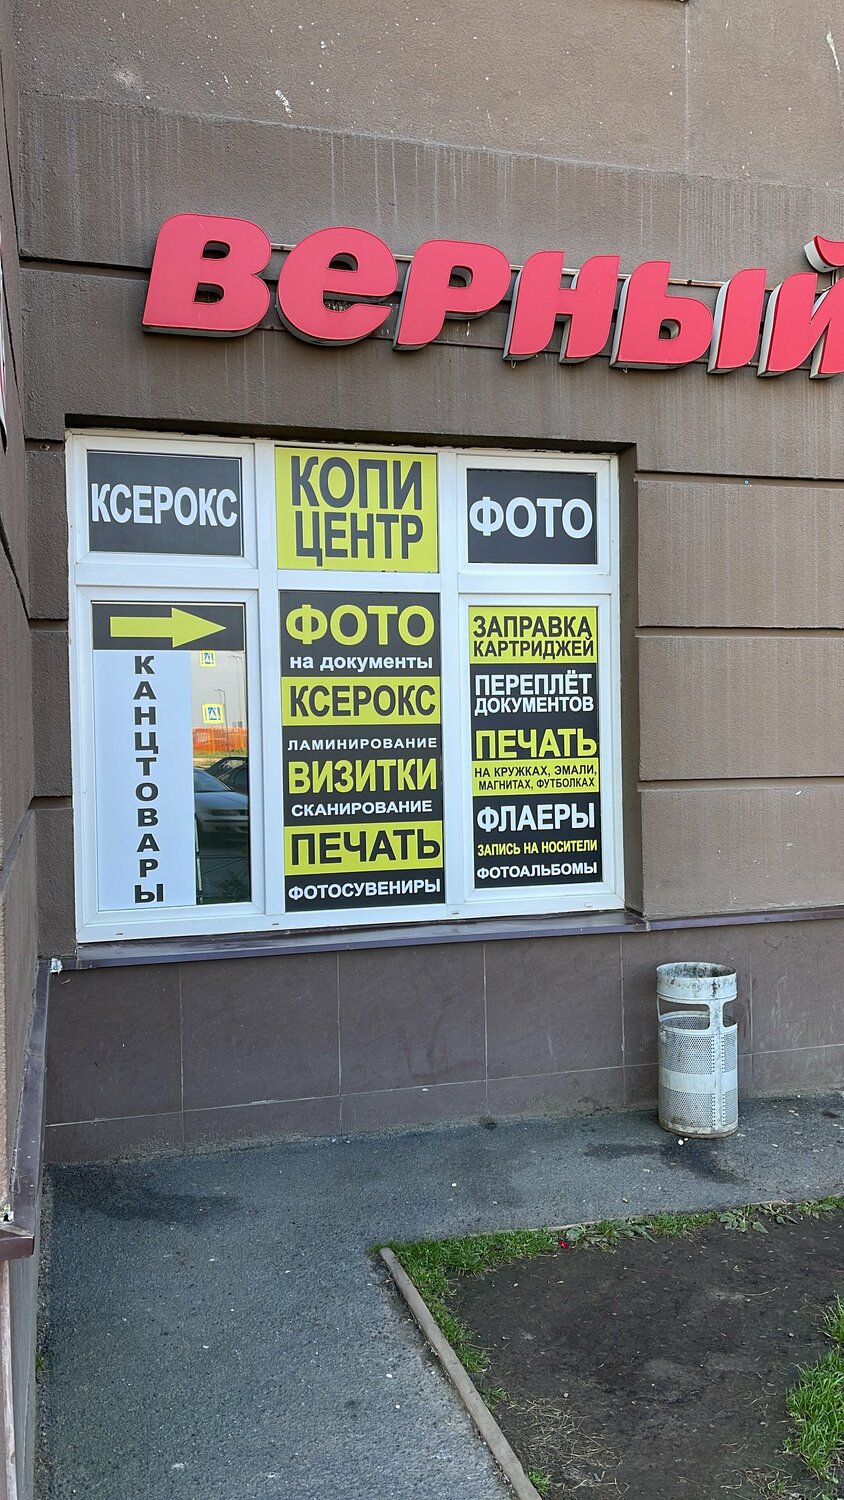 Верный
КСЕРОКС
КОПИ
ЦЕНТР
ФОТО
КАНЦТОВАРЫ
ФОТО
на документы
КСЕРОКС
ЛАМИНИРОВАНИЕ
ВИЗИТКИ
СКАНИРОВАНИЕ
ПЕЧАТЬ
ФОТОСУВЕНИРЫ
ЗАПРАВКА
КАРТРИДЖЕЙ
ПЕРЕПЛЁТ
ДОКУМЕНТОВ
ПЕЧАТЬ
НА КРУЖКАХ, ЭМАЛИ,
МАГНИТАХ, ФУТБОЛКАХ
ФЛАЕРЫ
ЗАПИСЬ НА НОСИТЕЛИ
ФОТОАЛЬБОМЫ